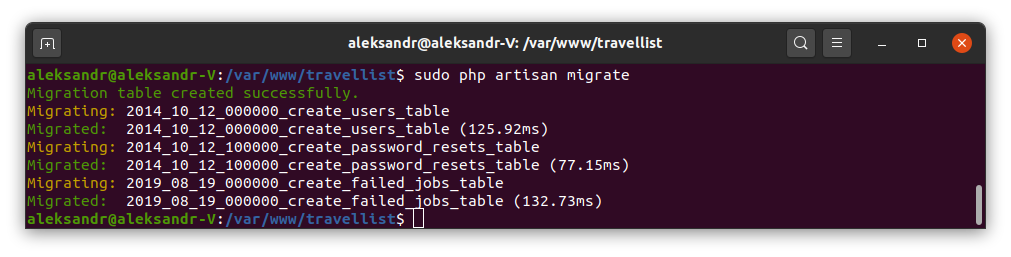 aleksandr@aleksandr-V: /var/www/travellist
aleksandr@aleksandr-V:/var/www/travellist$ sudo php artisan migrate
Migration table created successfully.
Migrating: 2014_10_12_000000_create_users_table
Migrated:  2014_10_12_000000_create_users_table (125.92ms)
Migrating: 2014_10_12_100000_create_password_resets_table
Migrated:  2014_10_12_100000_create_password_resets_table (77.15ms)
Migrating: 2019_08_19_000000_create_failed_jobs_table
Migrated:  2019_08_19_000000_create_failed_jobs_table (132.73ms)
aleksandr@aleksandr-V:/var/www/travellist$